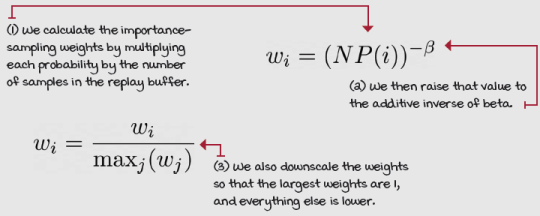 (1) We calculate the importance-
sampling weights by multiplying
each probability by the number
of samples in the replay buffer.
w_i = (NP(i))^{-β}
(2) We then raise that value to
the additive inverse of beta.
w_i = \frac{w_i}{\max_j(w_j)}
(3) We also downscale the weights
so that the largest weights are 1,
and everything else is lower.